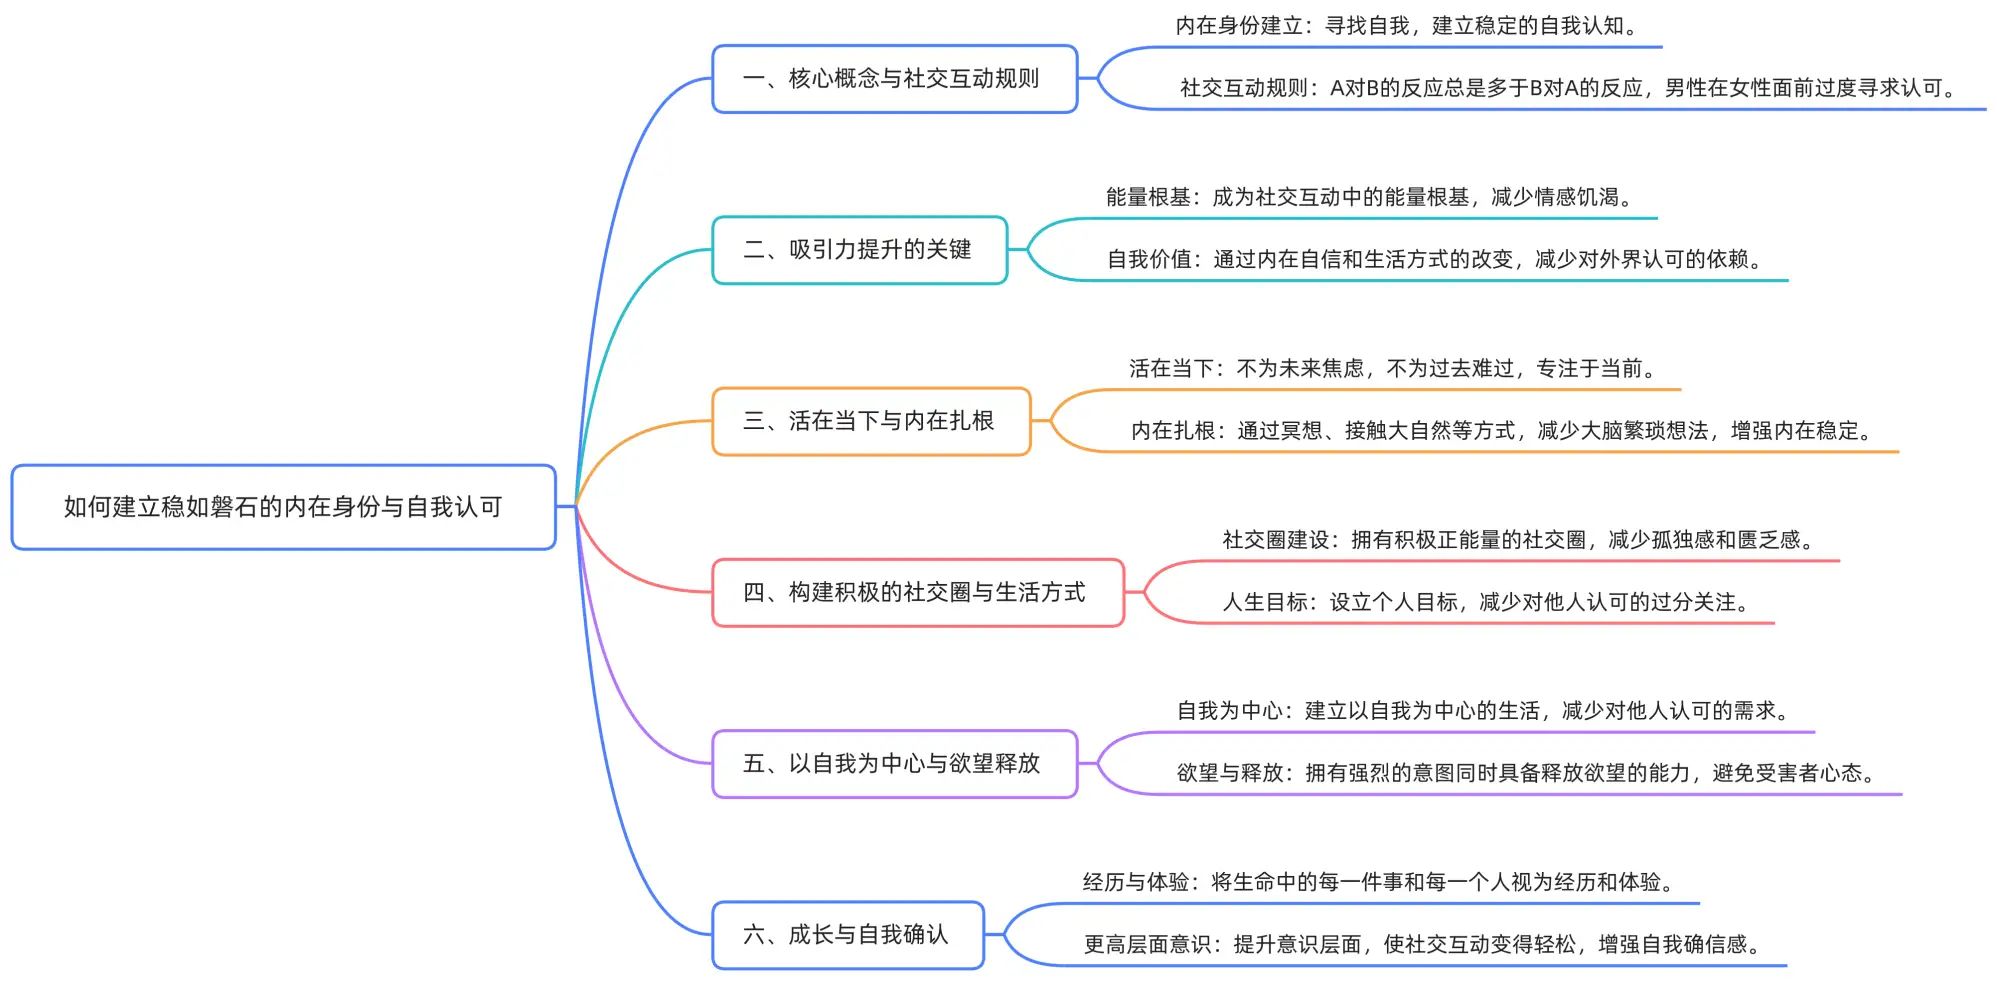 如何建立稳如磐石的内在身份与自我认可
一、核心概念与社交互动规则
内在身份建立：寻找自我，建立稳定的自我认知。
社交互动规则：A对B的反应总是多于B对A的反应，男性在女性面前过度寻求认可。
二、吸引力提升的关键
能量根基：成为社交互动中的能量根基，减少情感饥渴。
自我价值：通过内在自信和生活方式的改变，减少对外界认可的依赖。
三、活在当下与内在扎根
活在当下：不为未来焦虑，不为过去难过，专注于当前。
内在扎根：通过冥想、接触大自然等方式，减少大脑繁琐想法，增强内在稳定。
四、构建积极的社交圈与生活方式
社交圈建设：拥有积极正能量的社交圈，减少孤独感和匮乏感。
人生目标：设立个人目标，减少对他人认可的过分关注。
五、以自我为中心与欲望释放
自我为中心：建立以自我为中心的生活，减少对他人认可的需求。
欲望与释放：拥有强烈的意图同时具备释放欲望的能力，避免受害者心态。
六、成长与自我确认
经历与体验：将生命中的每一件事和每一个人视为经历和体验。
更高层面意识：提升意识层面，使社交互动变得轻松，增强自我确信感。